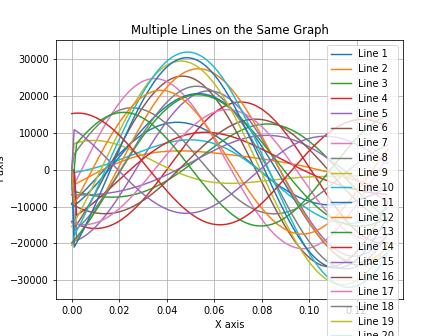 Multiple Lines on the Same Graph
30000
20000
10000
0
−10000
−20000
−30000
0.00
0.02
0.04
0.06
0.08
0.10
X axis
Line 1
Line 2
Line 3
Line 4
Line 5
Line 6
Line 7
Line 8
Line 9
Line 10
Line 11
Line 12
Line 13
Line 14
Line 15
Line 16
Line 17
Line 18
Line 19
Line 20